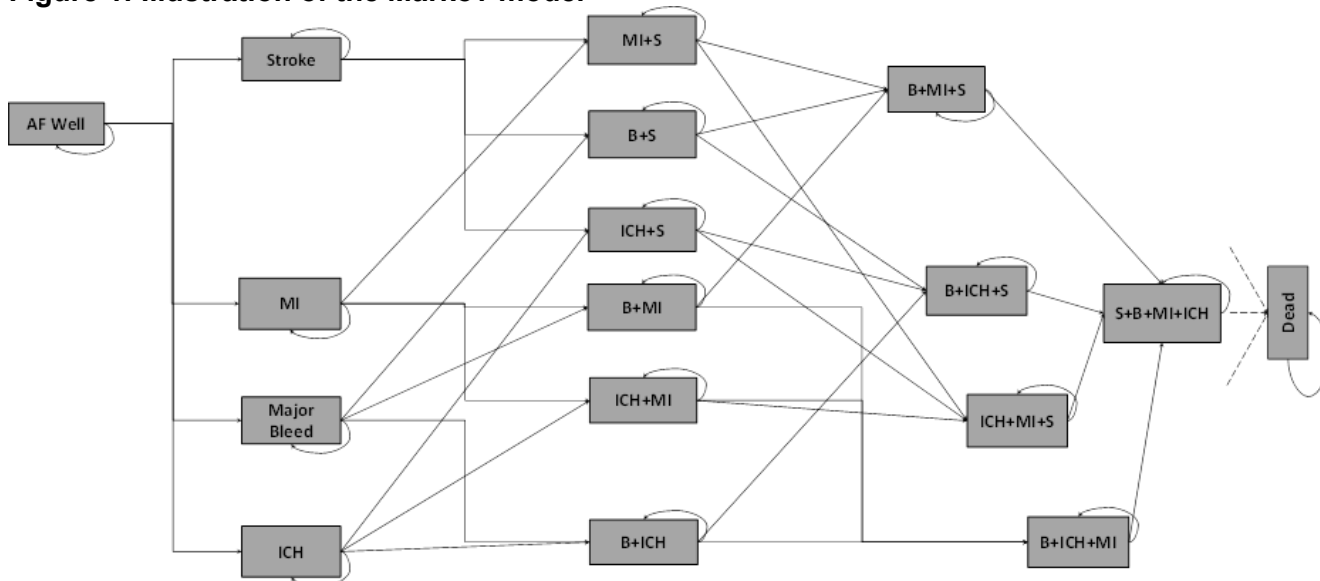 Figure 1: Illustration of the Markov model
AF Well
Stroke
MI
Major
Bleed
ICH
MI+S
B+S
ICH+S
B+MI
ICH+MI
B+ICH
B+MI+S
B+ICH+S
ICH+MI+S
B+ICH+MI
S+B+MI+ICH
Dead